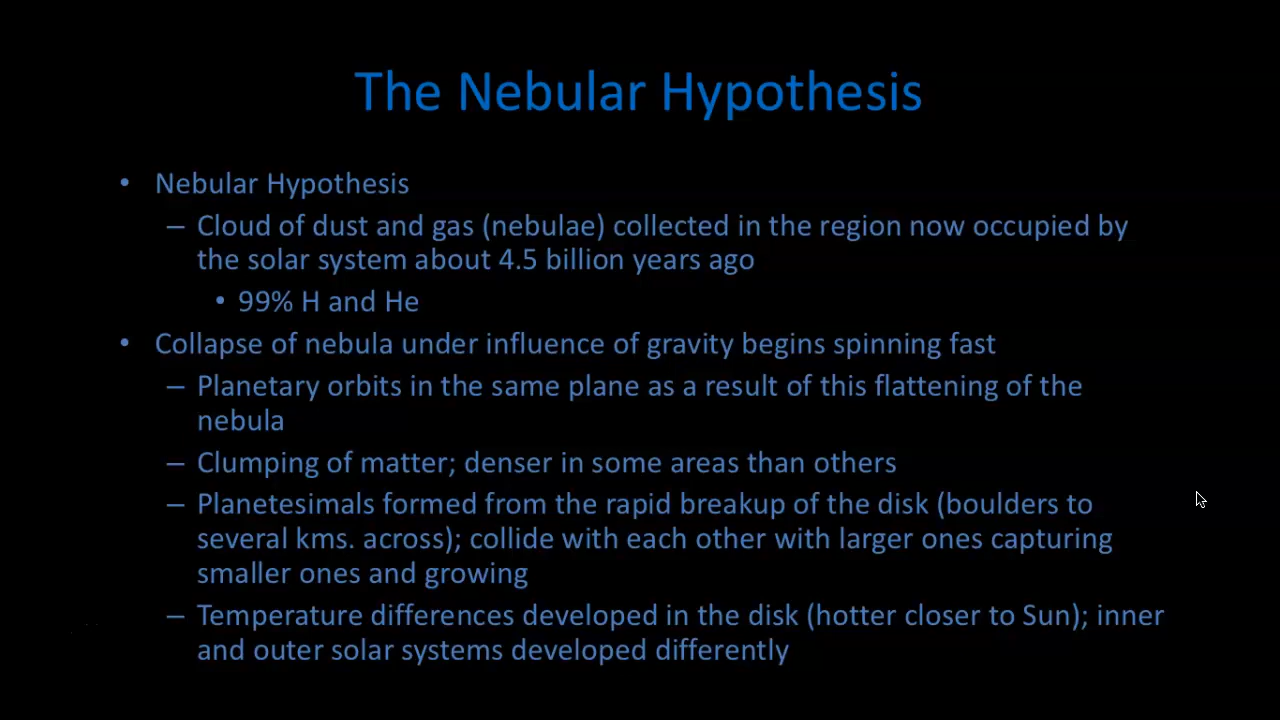 The Nebular Hypothesis
• Nebular Hypothesis
– Cloud of dust and gas (nebulae) collected in the region now occupied by
the solar system about 4.5 billion years ago
• 99% H and He
• Collapse of nebula under influence of gravity begins spinning fast
– Planetary orbits in the same plane as a result of this flattening of the
nebula
– Clumping of matter; denser in some areas than others
– Planetesimals formed from the rapid breakup of the disk (boulders to
several kms. across); collide with each other with larger ones capturing
smaller ones and growing
– Temperature differences developed in the disk (hotter closer to Sun); inner
and outer solar systems developed differently